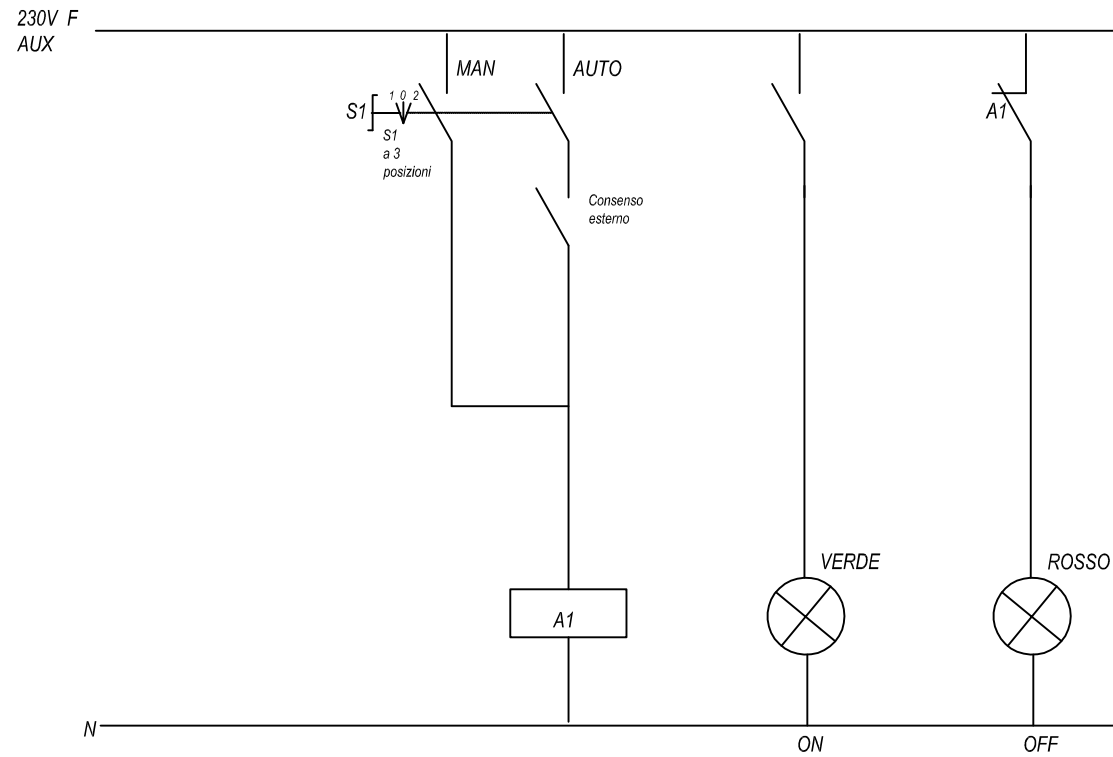 230V F
AUX
MAN
AUTO
S1
1 0 2
S1
a 3
posizioni
A1
Consenso
esterno
VERDE
ROSSO
A1
N
ON
OFF